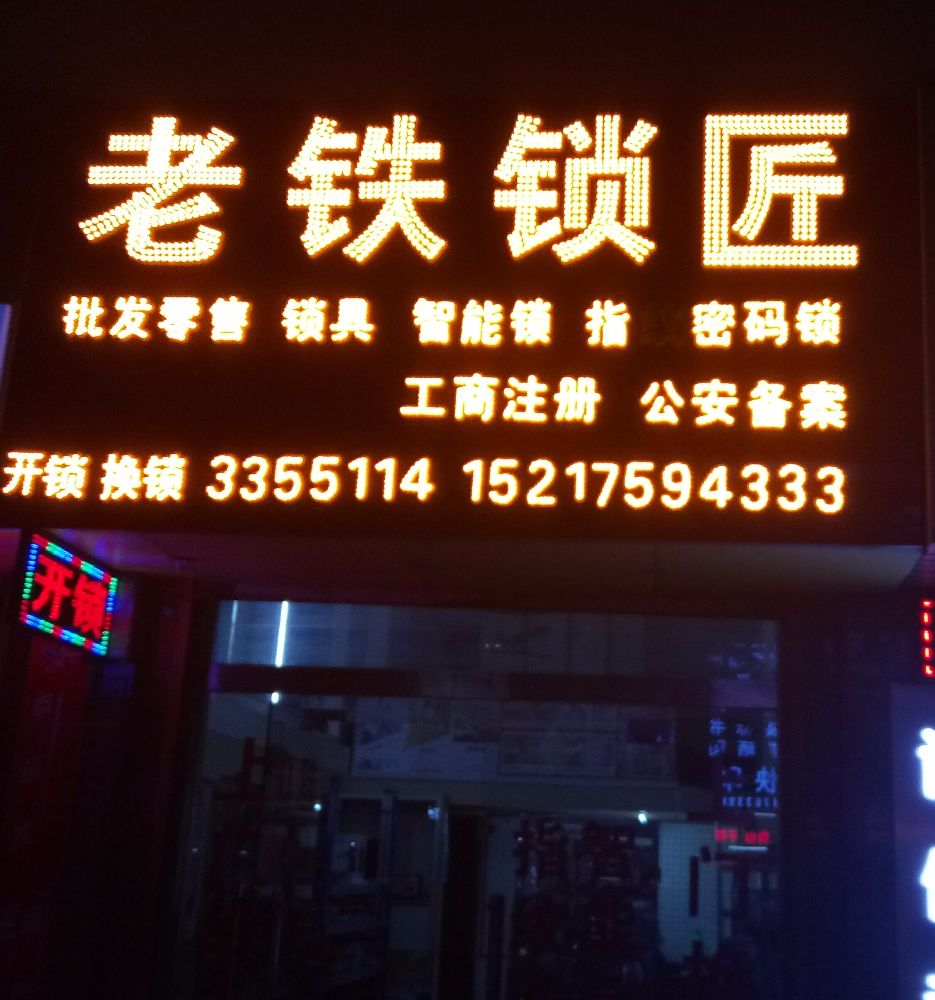 老铁锁匠
批发零售 锁具 智能锁 指纹 密码锁
工商注册 公安备案
开锁 换锁 3355114 15217594333
开锁